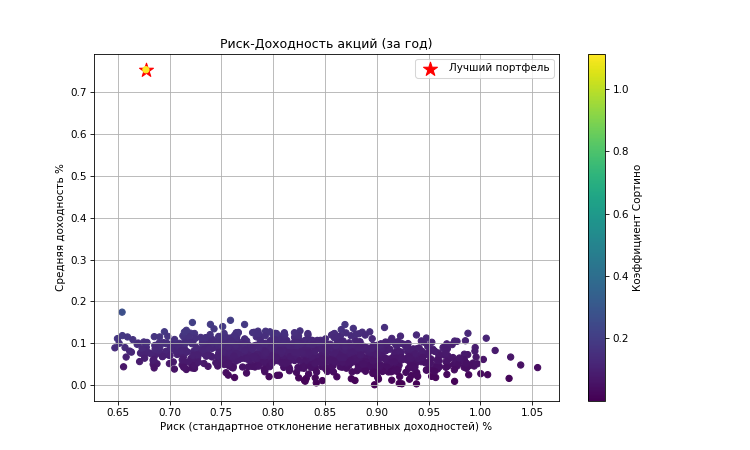 Риск-Доходность акций (за год)
Лучший портфель
Средняя доходность %
0.7
0.6
0.5
0.4
0.3
0.2
0.1
0.0
0.65 0.70 0.75 0.80 0.85 0.90 0.95 1.00 1.05
Риск (стандартное отклонение негативных доходностей) %
1.0
0.8
0.6
0.4
0.2
Коэффициент Сортино